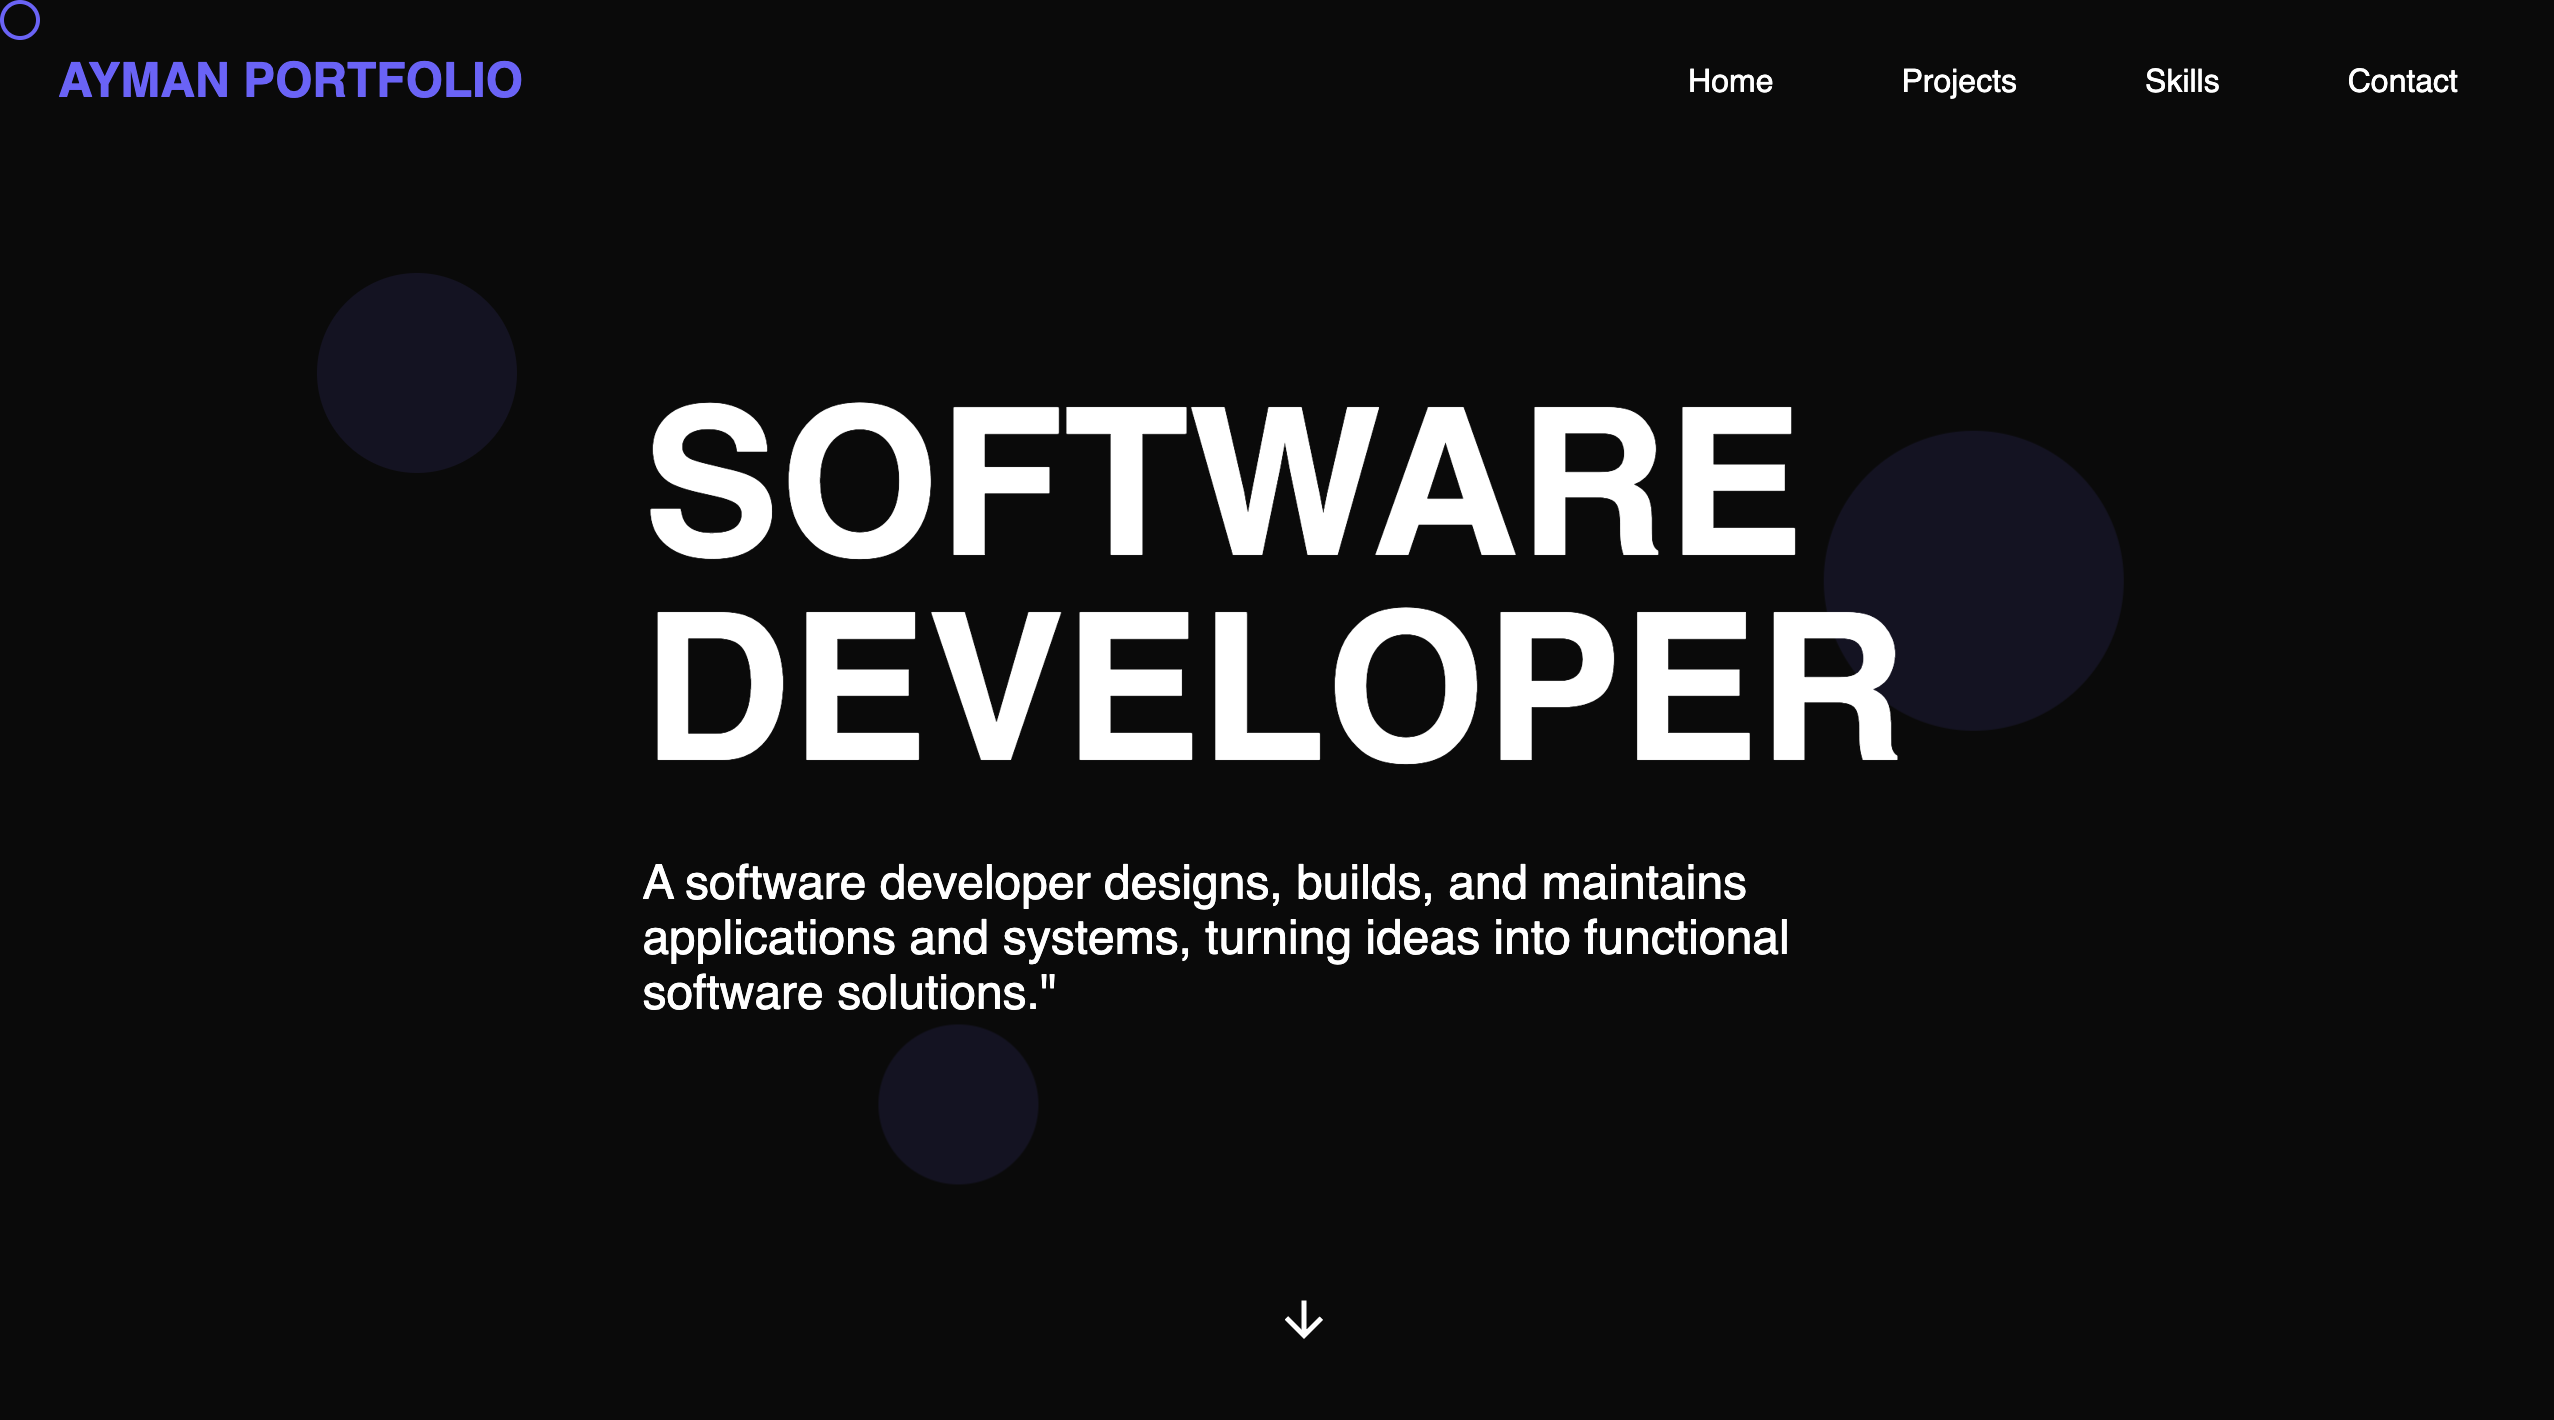 AYMAN PORTFOLIO
Home Projects Skills Contact
SOFTWARE
DEVELOPER
A software developer designs, builds, and maintains
applications and systems, turning ideas into functional
software solutions."